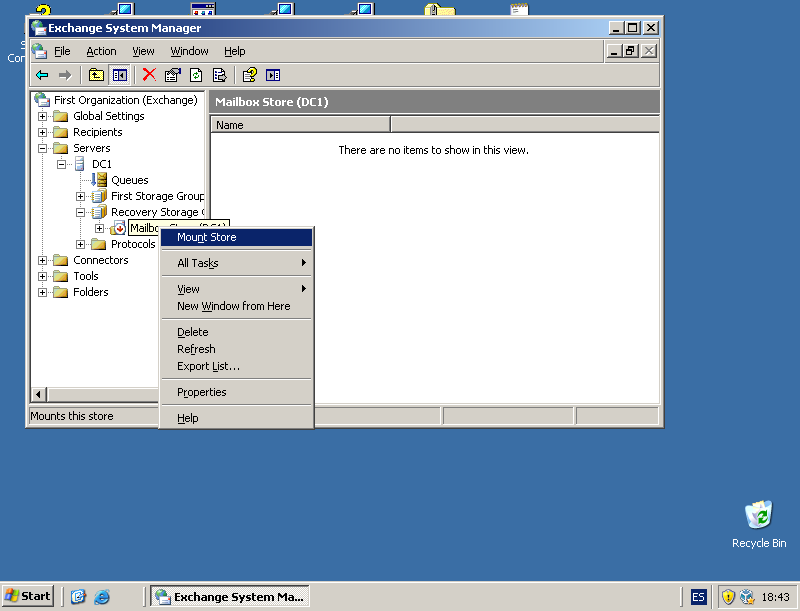 Exchange System Manager
File Action View Window Help
First Organization (Exchange)
Global Settings
Recipients
Servers
DC1
Queues
First Storage Group
Recovery Storage
Protocols
Connectors
Tools
Folders
Mailbox Store (DC1)
Name
There are no items to show in this view.
Mount Store
All Tasks
View
New Window from Here
Delete
Refresh
Export List...
Properties
Help
Mounts this store
Recycle Bin
Start
Exchange System Ma...
ES
18:43